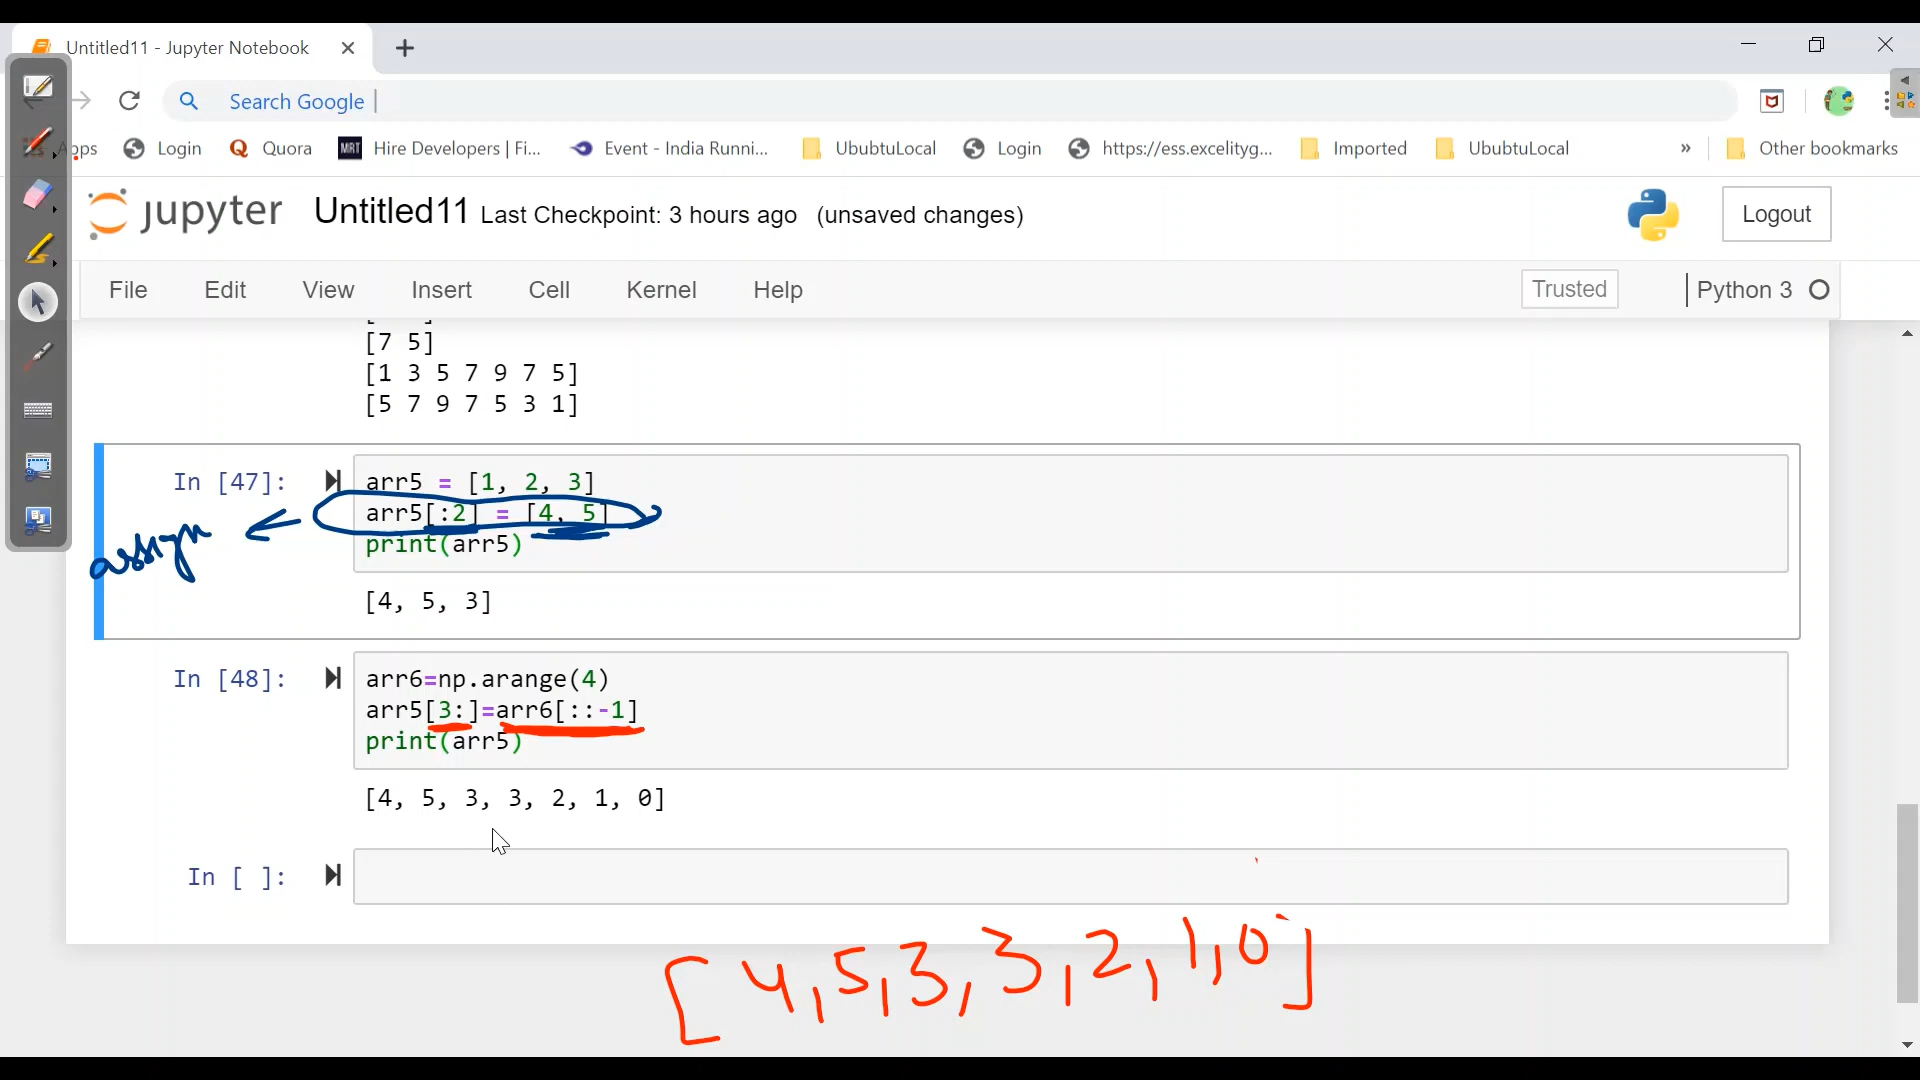 Untitled11 - Jupyter Notebook
Search Google
Apps Login Quora MRT Hire Developers | Fi... Event - India Runni... UbubtuLocal Login https://ess.excelityg... Imported UbubtuLocal » Other bookmarks
jupyter Untitled11 Last Checkpoint: 3 hours ago (unsaved changes) Logout
File Edit View Insert Cell Kernel Help Trusted Python 3
[7 5]
[1 3 5 7 9 7 5]
[5 7 9 7 5 3 1]
In [47]: arr5 = [1, 2, 3]
arr5[:2] = [4, 5]
assign
print(arr5)
[4, 5, 3]
In [48]: arr6=np.arange(4)
arr5[3:]=arr6[::-1]
print(arr5)
[4, 5, 3, 3, 2, 1, 0]
In [ ]:
[4,5,3,3,2,1,0]